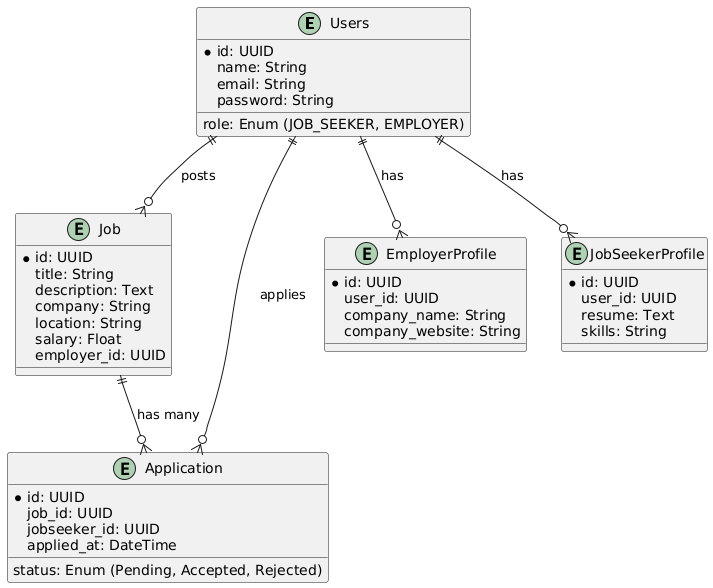 E Users
id: UUID
name: String
email: String
password: String
role: Enum (JOB_SEEKER, EMPLOYER)
posts
applies
has
has
E Job
id: UUID
title: String
description: Text
company: String
location: String
salary: Float
employer_id: UUID
E EmployerProfile
id: UUID
user_id: UUID
company_name: String
company_website: String
E JobSeekerProfile
id: UUID
user_id: UUID
resume: Text
skills: String
has many
E Application
id: UUID
job_id: UUID
jobseeker_id: UUID
applied_at: DateTime
status: Enum (Pending, Accepted, Rejected)